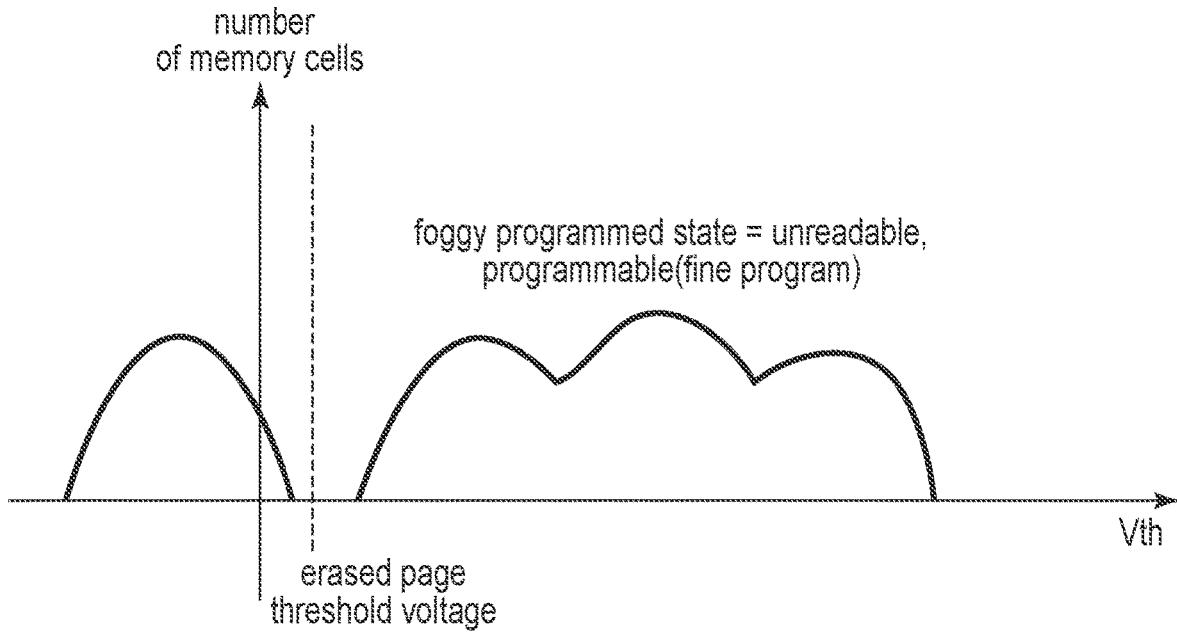 number
of memory cells
foggy programmed state = unreadable,
programmable(fine program)
Vth
erased page
threshold voltage